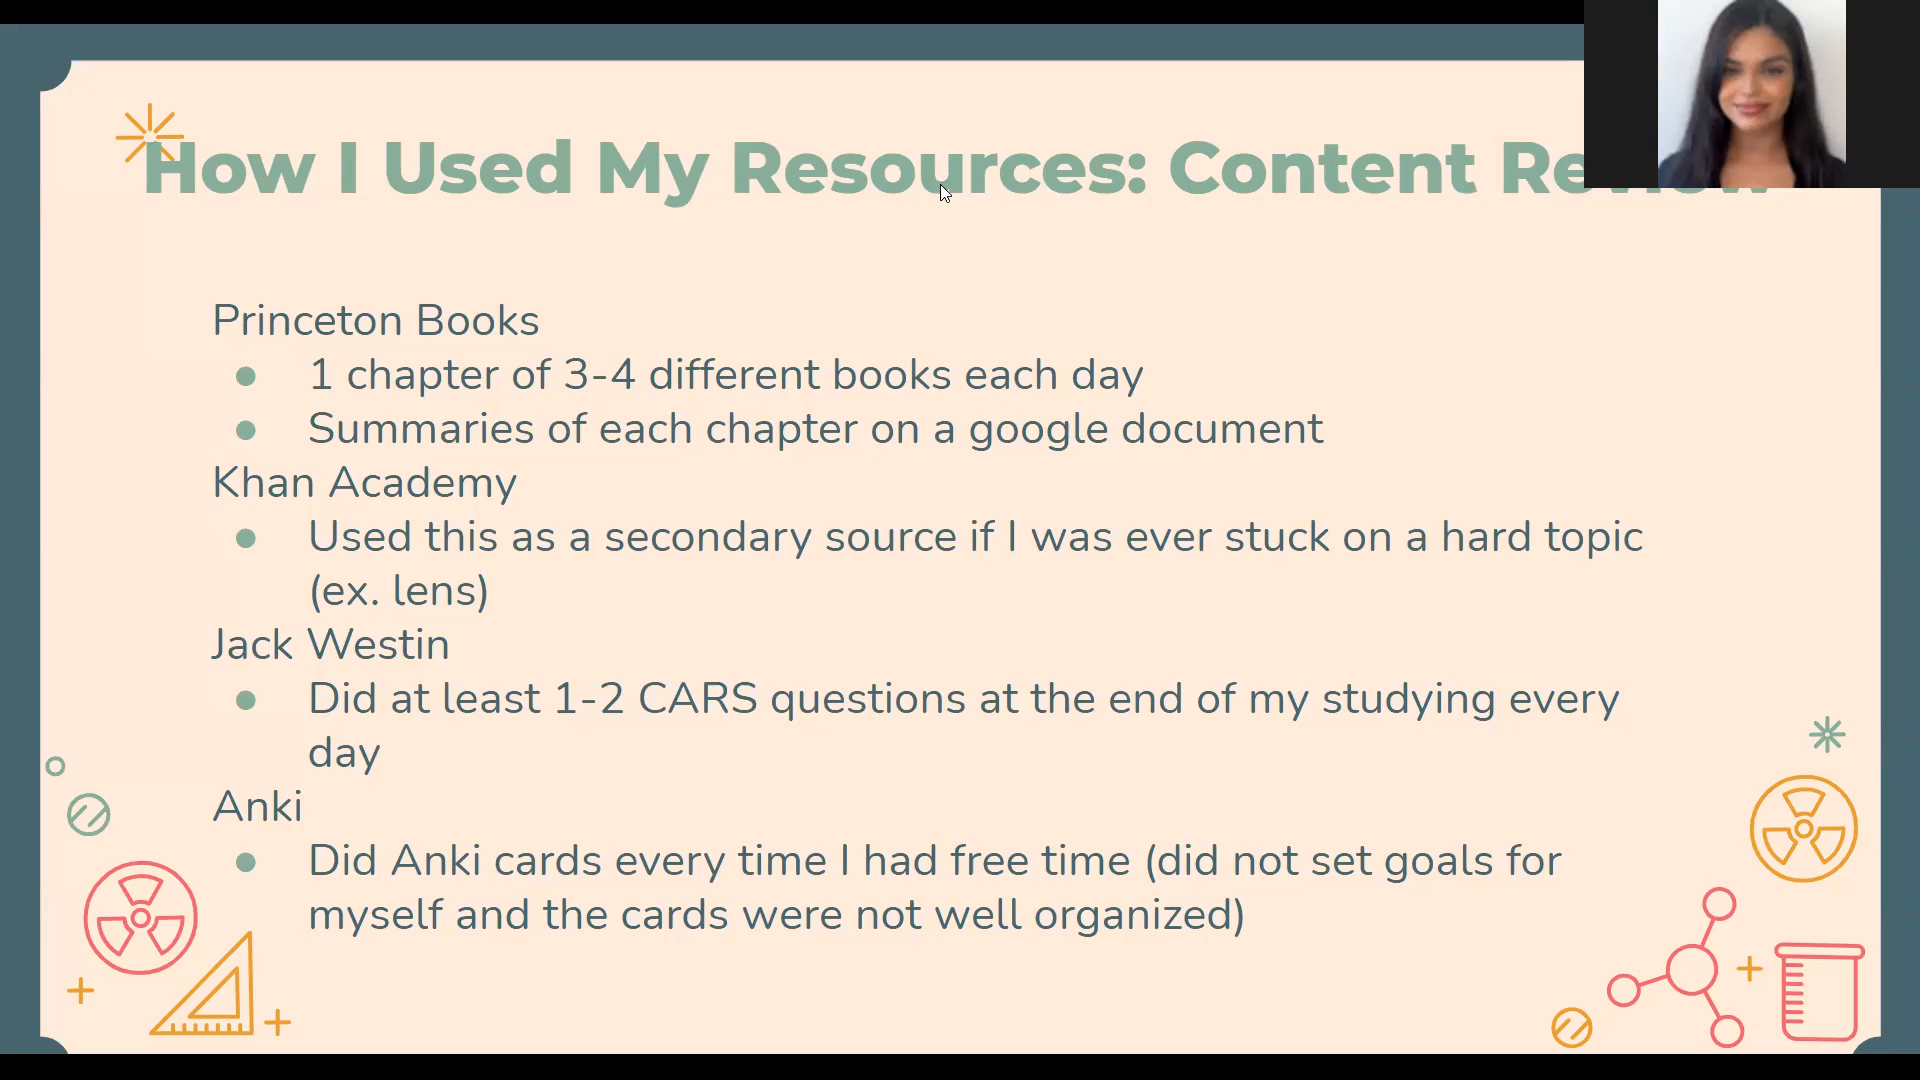 How I Used My Resources: Content Review
Princeton Books
● 1 chapter of 3-4 different books each day
● Summaries of each chapter on a google document
Khan Academy
● Used this as a secondary source if I was ever stuck on a hard topic
(ex. lens)
Jack Westin
● Did at least 1-2 CARS questions at the end of my studying every
day
Anki
● Did Anki cards every time I had free time (did not set goals for
myself and the cards were not well organized)